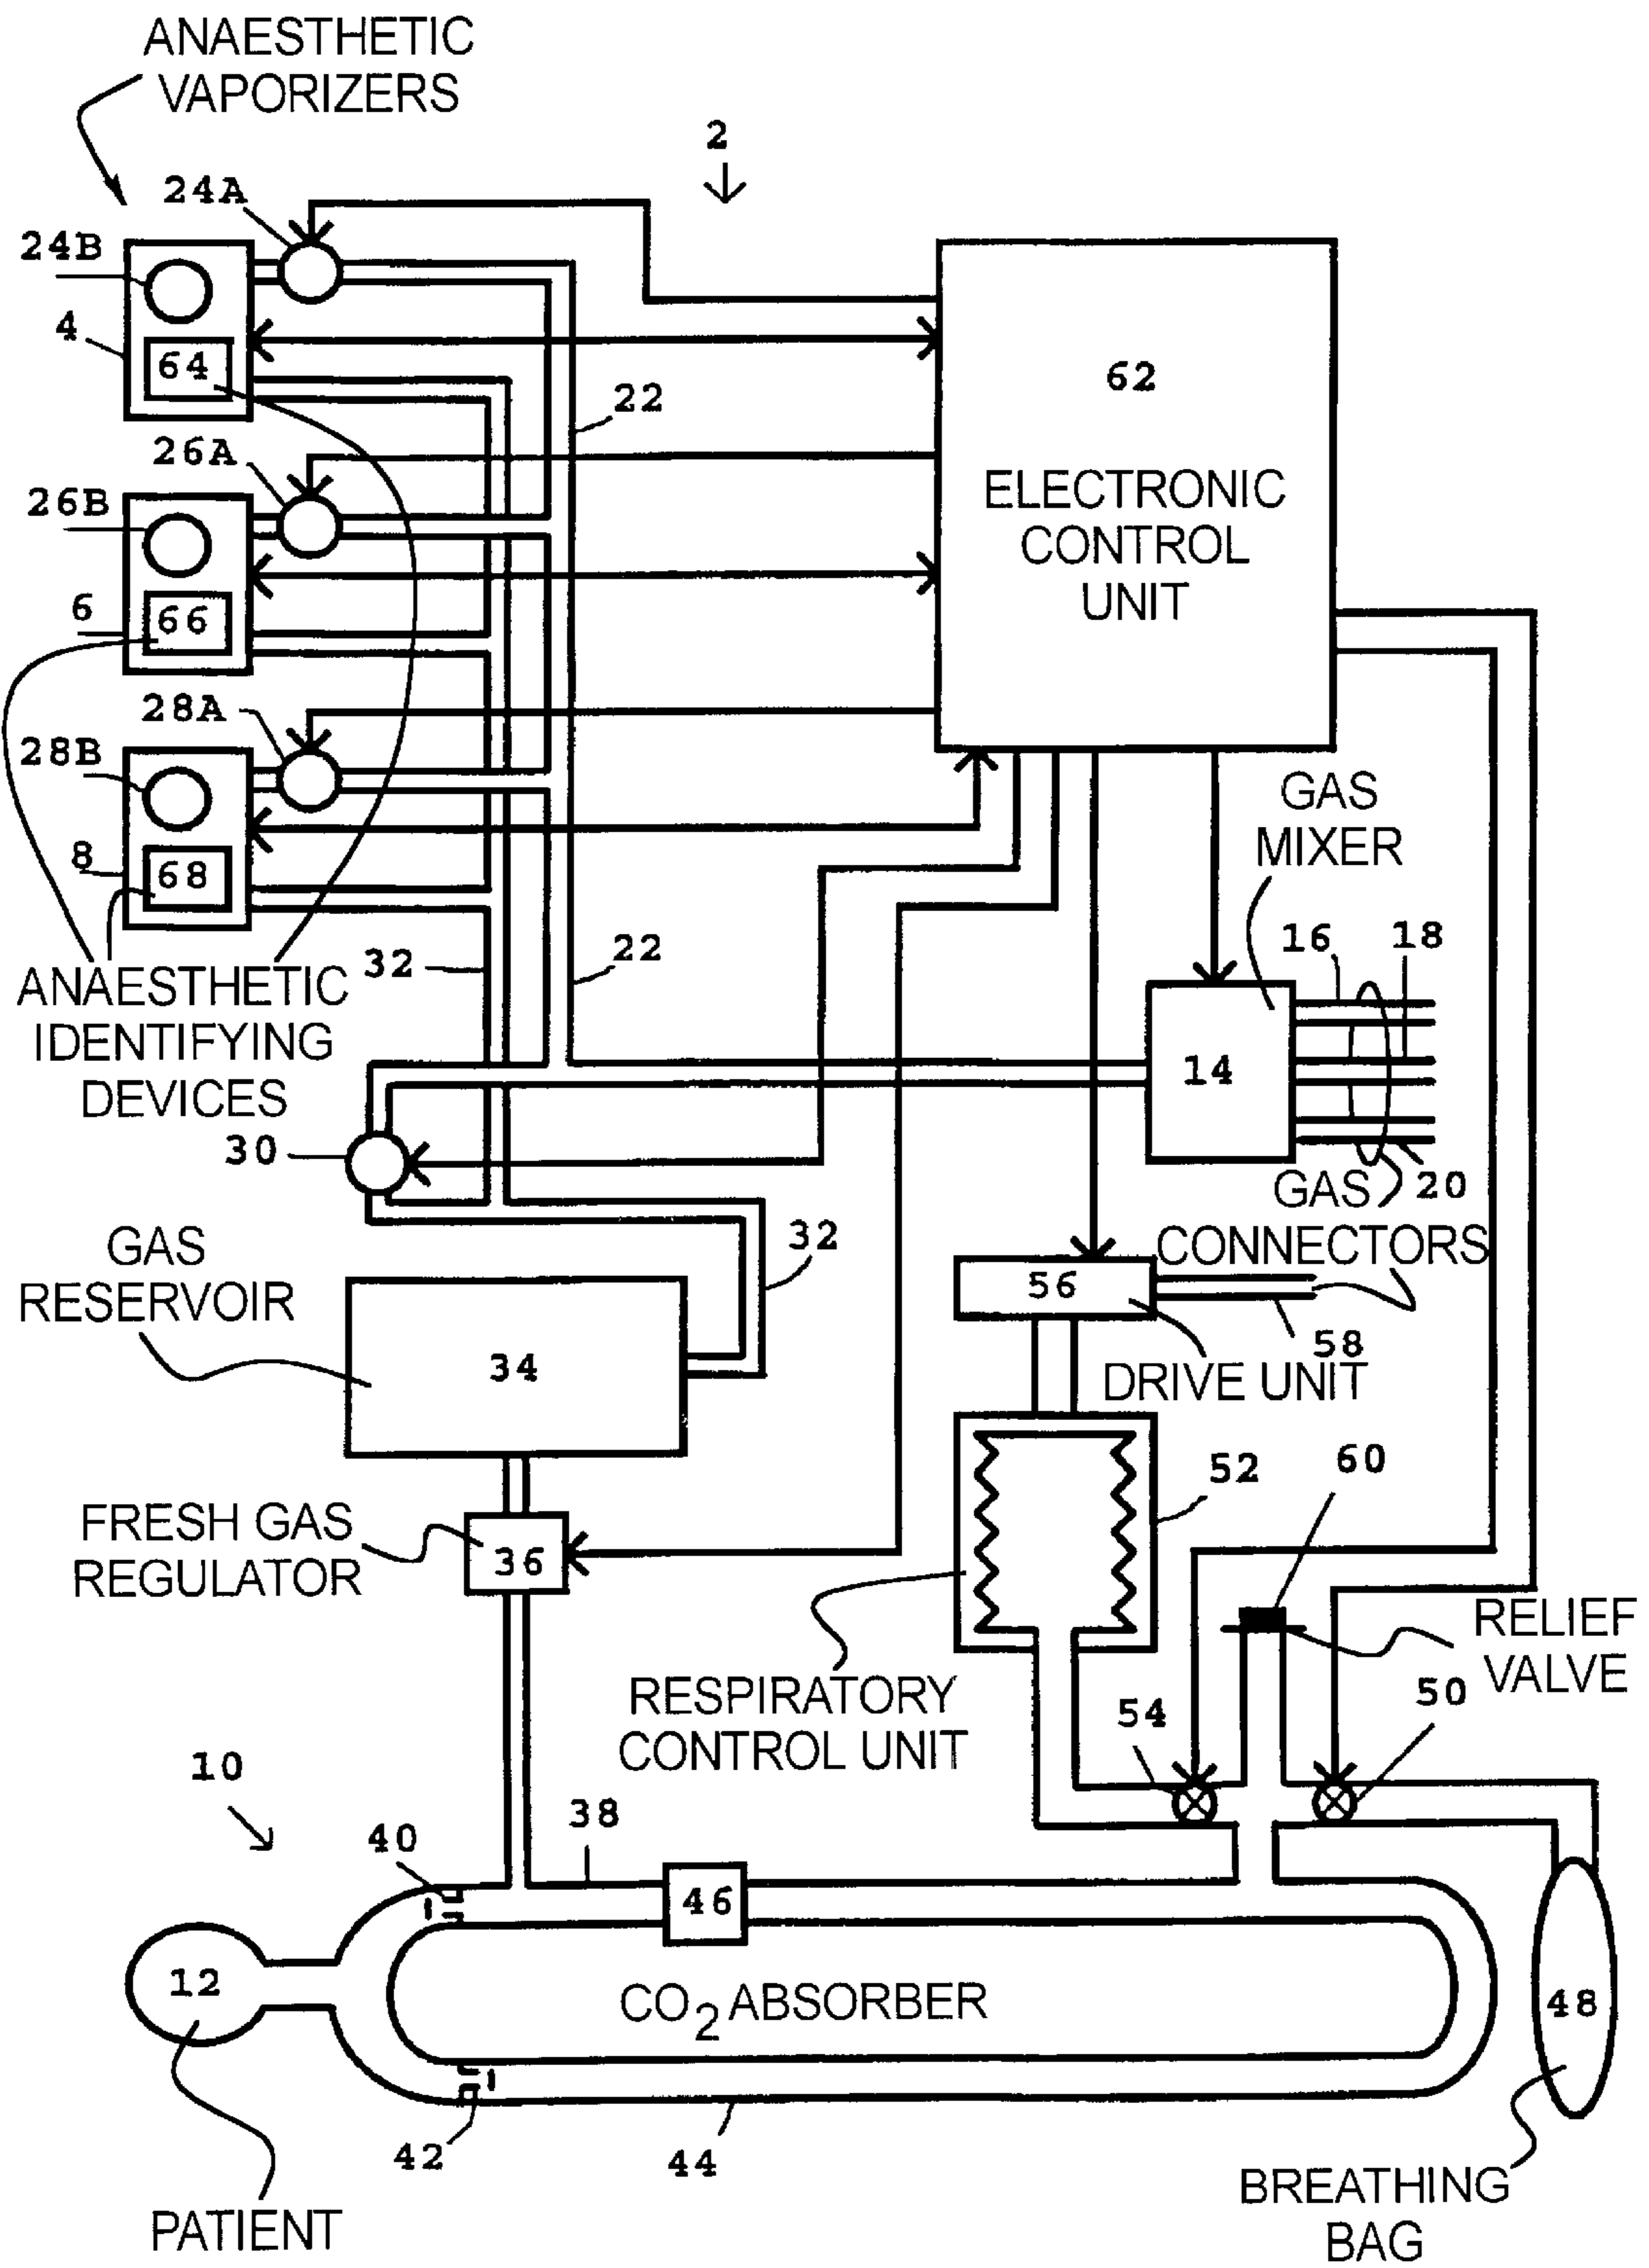 ANAESTHETIC
VAPORIZERS
2
24A
24B
4
64
62
22
26A
26B
ELECTRONIC
CONTROL
UNIT
6
66
28A
28B
GAS
MIXER
8
68
16
18
32
22
ANAESTHETIC
IDENTIFYING
DEVICES
14
30
20
GAS
CONNECTORS
GAS
RESERVOIR
32
56
58
34
DRIVE UNIT
52
60
FRESH GAS
REGULATOR
36
RELIEF
VALVE
RESPIRATORY
CONTROL UNIT
54
50
10
38
40
46
12
CO2 ABSORBER
48
42
44
BREATHING
BAG
PATIENT